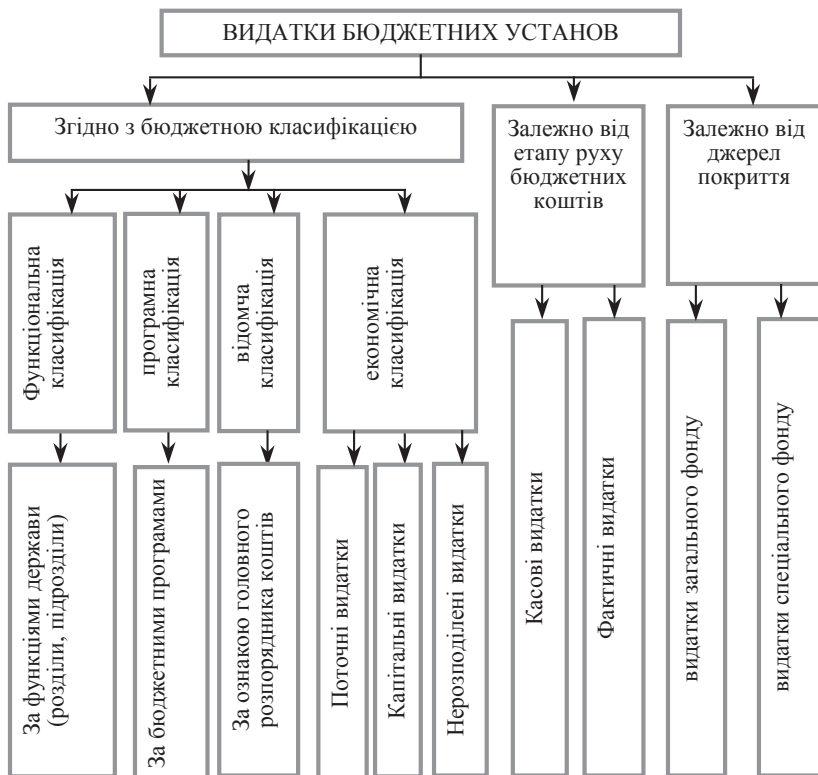 ВИДАТКИ БЮДЖЕТНИХ УСТАНОВ
Згідно з бюджетною класифікацією
Залежно від
етапу руху
бюджетних
коштів
Залежно від
джерел
покриття
Функціональна
класифікація
програмна
класифікація
відомча
класифікація
економічна
класифікація
За функціями держави
(розділи, підрозділи)
За бюджетними програмами
За ознакою головного
розпорядника коштів
Поточні видатки
Капітальні видатки
Нерозподілені видатки
Касові видатки
Фактичні видатки
видатки загального фонду
видатки спеціального фонду